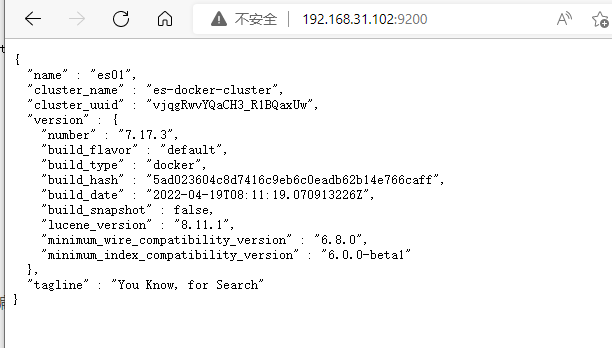 不安全 | 192.168.31.102:9200
{
"name" : "es01",
"cluster_name" : "es-docker-cluster",
"cluster_uuid" : "vjqgRwvYQaCH3_R1BQaxUw",
"version" : {
"number" : "7.17.3",
"build_flavor" : "default",
"build_type" : "docker",
"build_hash" : "5ad023604c8d7416c9eb6c0eadb62b14e766caff",
"build_date" : "2022-04-19T08:11:19.070913226Z",
"build_snapshot" : false,
"lucene_version" : "8.11.1",
"minimum_wire_compatibility_version" : "6.8.0",
"minimum_index_compatibility_version" : "6.0.0-beta1"
},
"tagline" : "You Know, for Search"
}